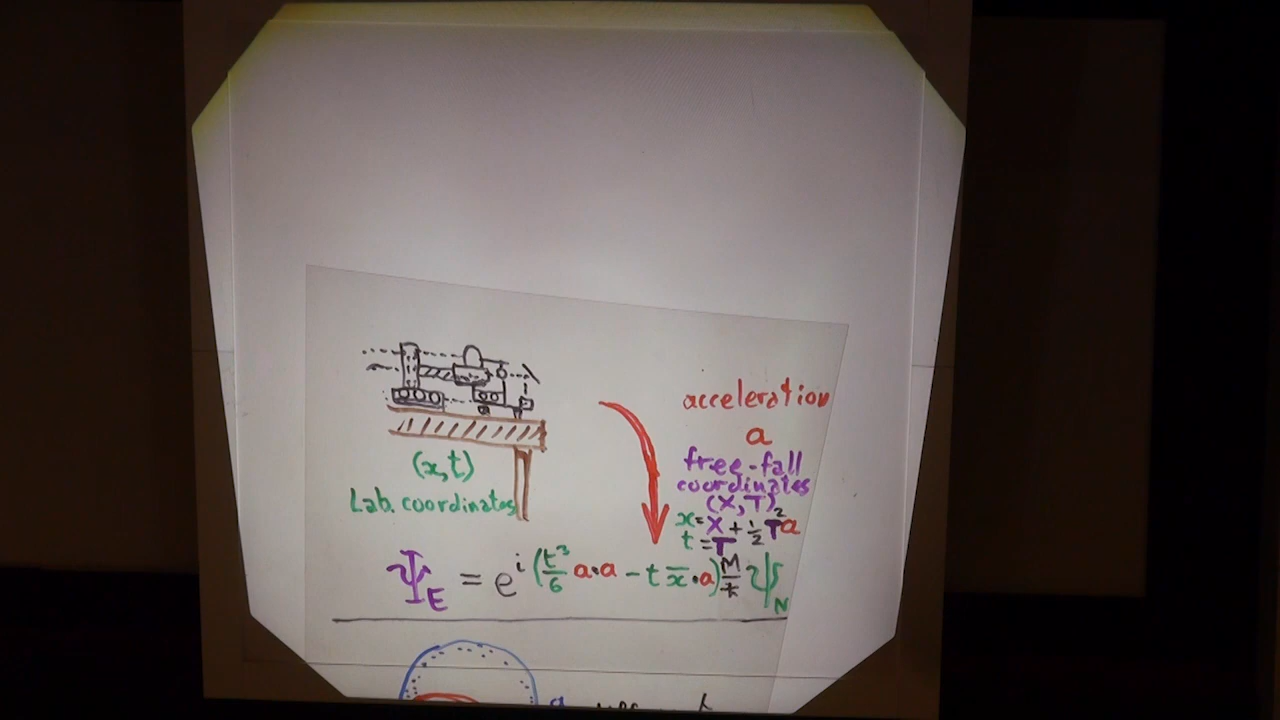 acceleration
a
free-fall
coordinates
(X,T)
x = X + ½T²a
t = T
(x,t)
Lab. coordinates
Ψ_E = e^{i(t³/6 a·a − t x̄·a) M/ħ} ψ_N